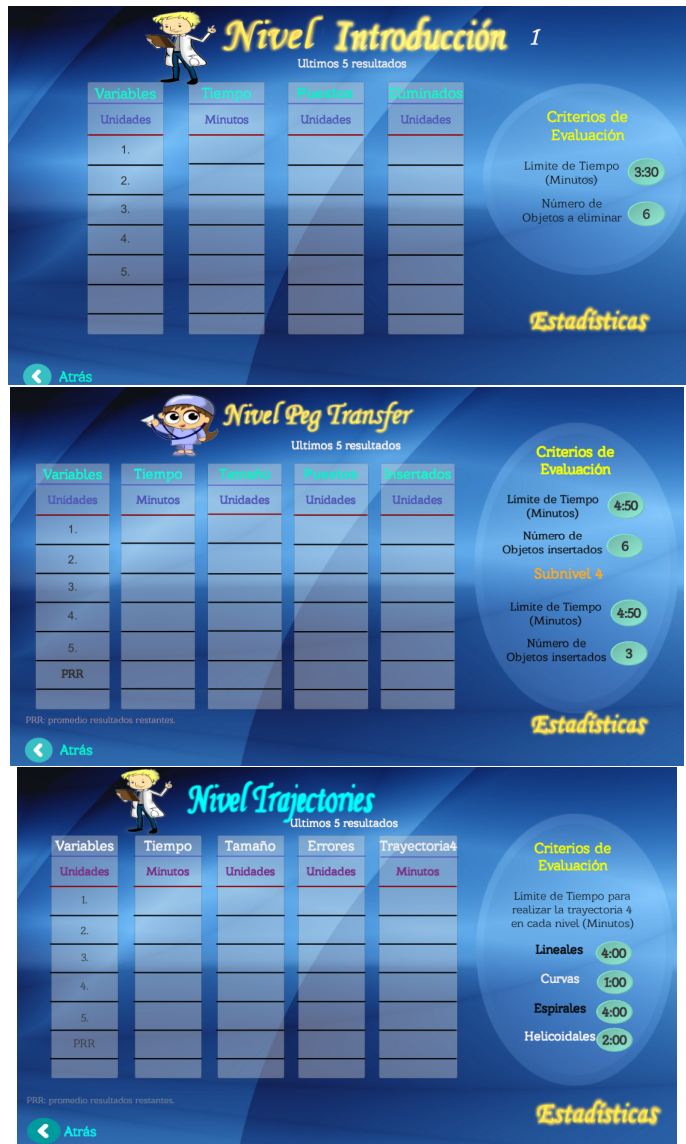 Nivel Introducción 1
Ultimos 5 resultados
Variables Tiempo Puestos Eliminados
Unidades Minutos Unidades Unidades
1.
2.
3.
4.
5.
Criterios de
Evaluación
Limite de Tiempo
(Minutos)
3:30
Número de
Objetos a eliminar
6
Estadísticas
Atrás
Nivel Peg Transfer
Ultimos 5 resultados
Variables Tiempo Tamaño Puestos Insertados
Unidades Minutos Unidades Unidades Unidades
1.
2.
3.
4.
5.
PRR
PRR: promedio resultados restantes.
Criterios de
Evaluación
Limite de Tiempo
(Minutos)
4:50
Número de
Objetos insertados
6
Subnivel 4
Limite de Tiempo
(Minutos)
4:50
Número de
Objetos insertados
3
Estadísticas
Atrás
Nivel Trajectories
Ultimos 5 resultados
Variables Tiempo Tamaño Errores Trayectoria4
Unidades Minutos Unidades Unidades Minutos
1.
2.
3.
4.
5.
PRR
PRR: promedio resultados restantes.
Criterios de
Evaluación
Limite de Tiempo para
realizar la trayectoria 4
en cada nivel (Minutos)
Lineales 4:00
Curvas 1:00
Espirales 4:00
Helicoidales 2:00
Estadísticas
Atrás